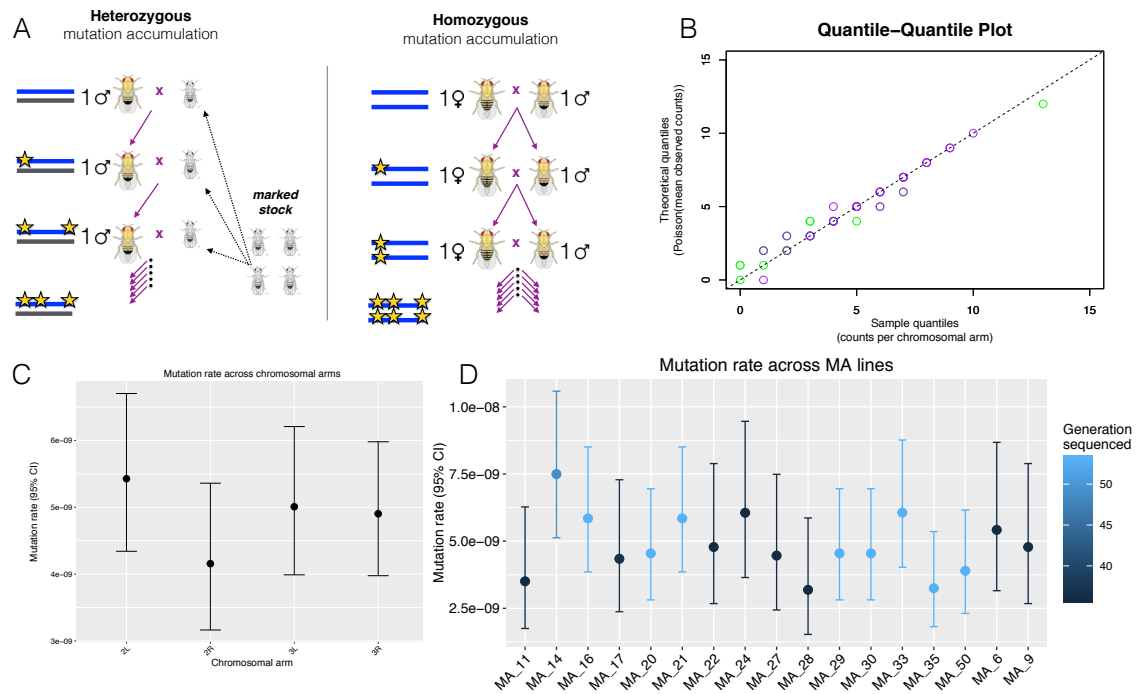 A
Heterozygous
mutation accumulation
1♂ x
1♂ x
1♂ x
marked
stock
Homozygous
mutation accumulation
1♀ x 1♂
1♀ x 1♂
1♀ x 1♂
B
Quantile−Quantile Plot
Theoretical quantiles
(Poisson(mean observed counts))
15
10
5
0
0 5 10 15
Sample quantiles
(counts per chromosomal arm)
C
Mutation rate across chromosomal arms
Mutation rate (95% CI)
6e−09
5e−09
4e−09
3e−09
2L 2R 3L 3R
Chromosomal arm
D
Mutation rate across MA lines
Mutation rate (95% CI)
1.0e−08
7.5e−09
5.0e−09
2.5e−09
MA_11 MA_14 MA_16 MA_17 MA_20 MA_21 MA_22 MA_24 MA_27 MA_28 MA_29 MA_30 MA_33 MA_35 MA_50 MA_6 MA_9
Generation
sequenced
50
45
40